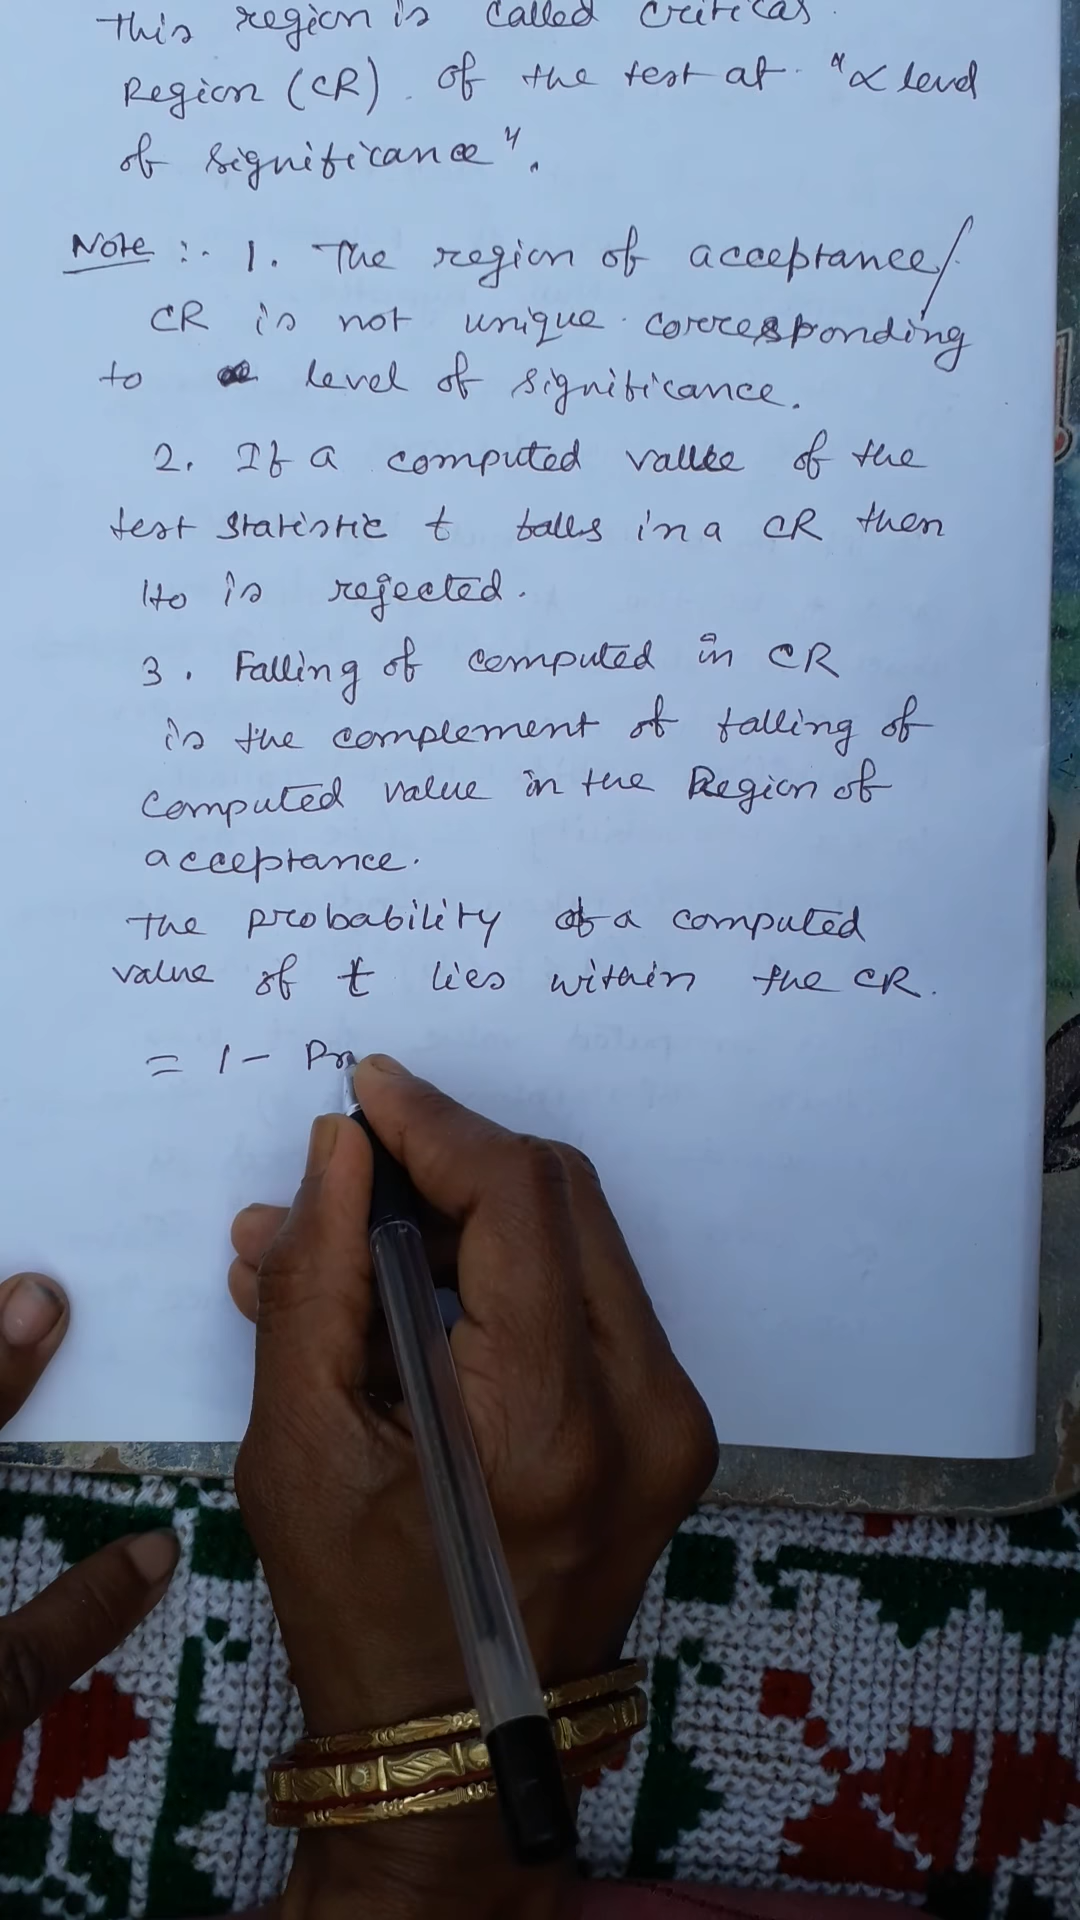 This region is called critical
Region (CR). of the test at "α level
of significance".
Note :- 1. The region of acceptance/
CR is not unique corresponding
to level of significance.
2. If a computed value of the
test statistic t falls in a CR then
Ho is rejected.
3. Falling of computed in CR
is the complement of falling of
computed value in the Region of
acceptance.
The probability of a computed
value of t lies within the CR.
= 1 - Pro